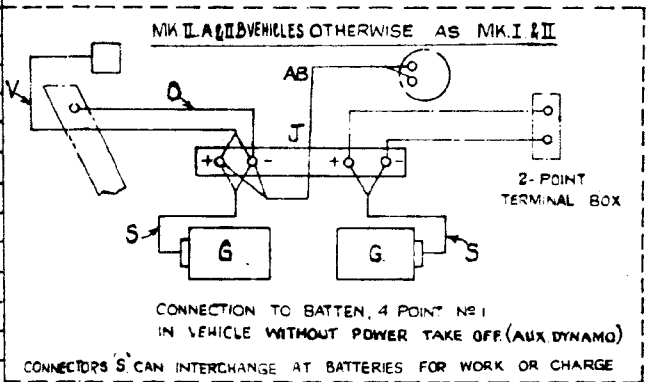 MK II.A & II B VEHICLES OTHERWISE AS MK.I. & II
AB
V
O
J
+ - + -
2-POINT
TERMINAL BOX
S
G
G
S
CONNECTION TO BATTEN, 4 POINT Nº 1
IN VEHICLE WITHOUT POWER TAKE OFF. (AUX. DYNAMO)
CONNECTORS 'S' CAN INTERCHANGE AT BATTERIES FOR WORK OR CHARGE